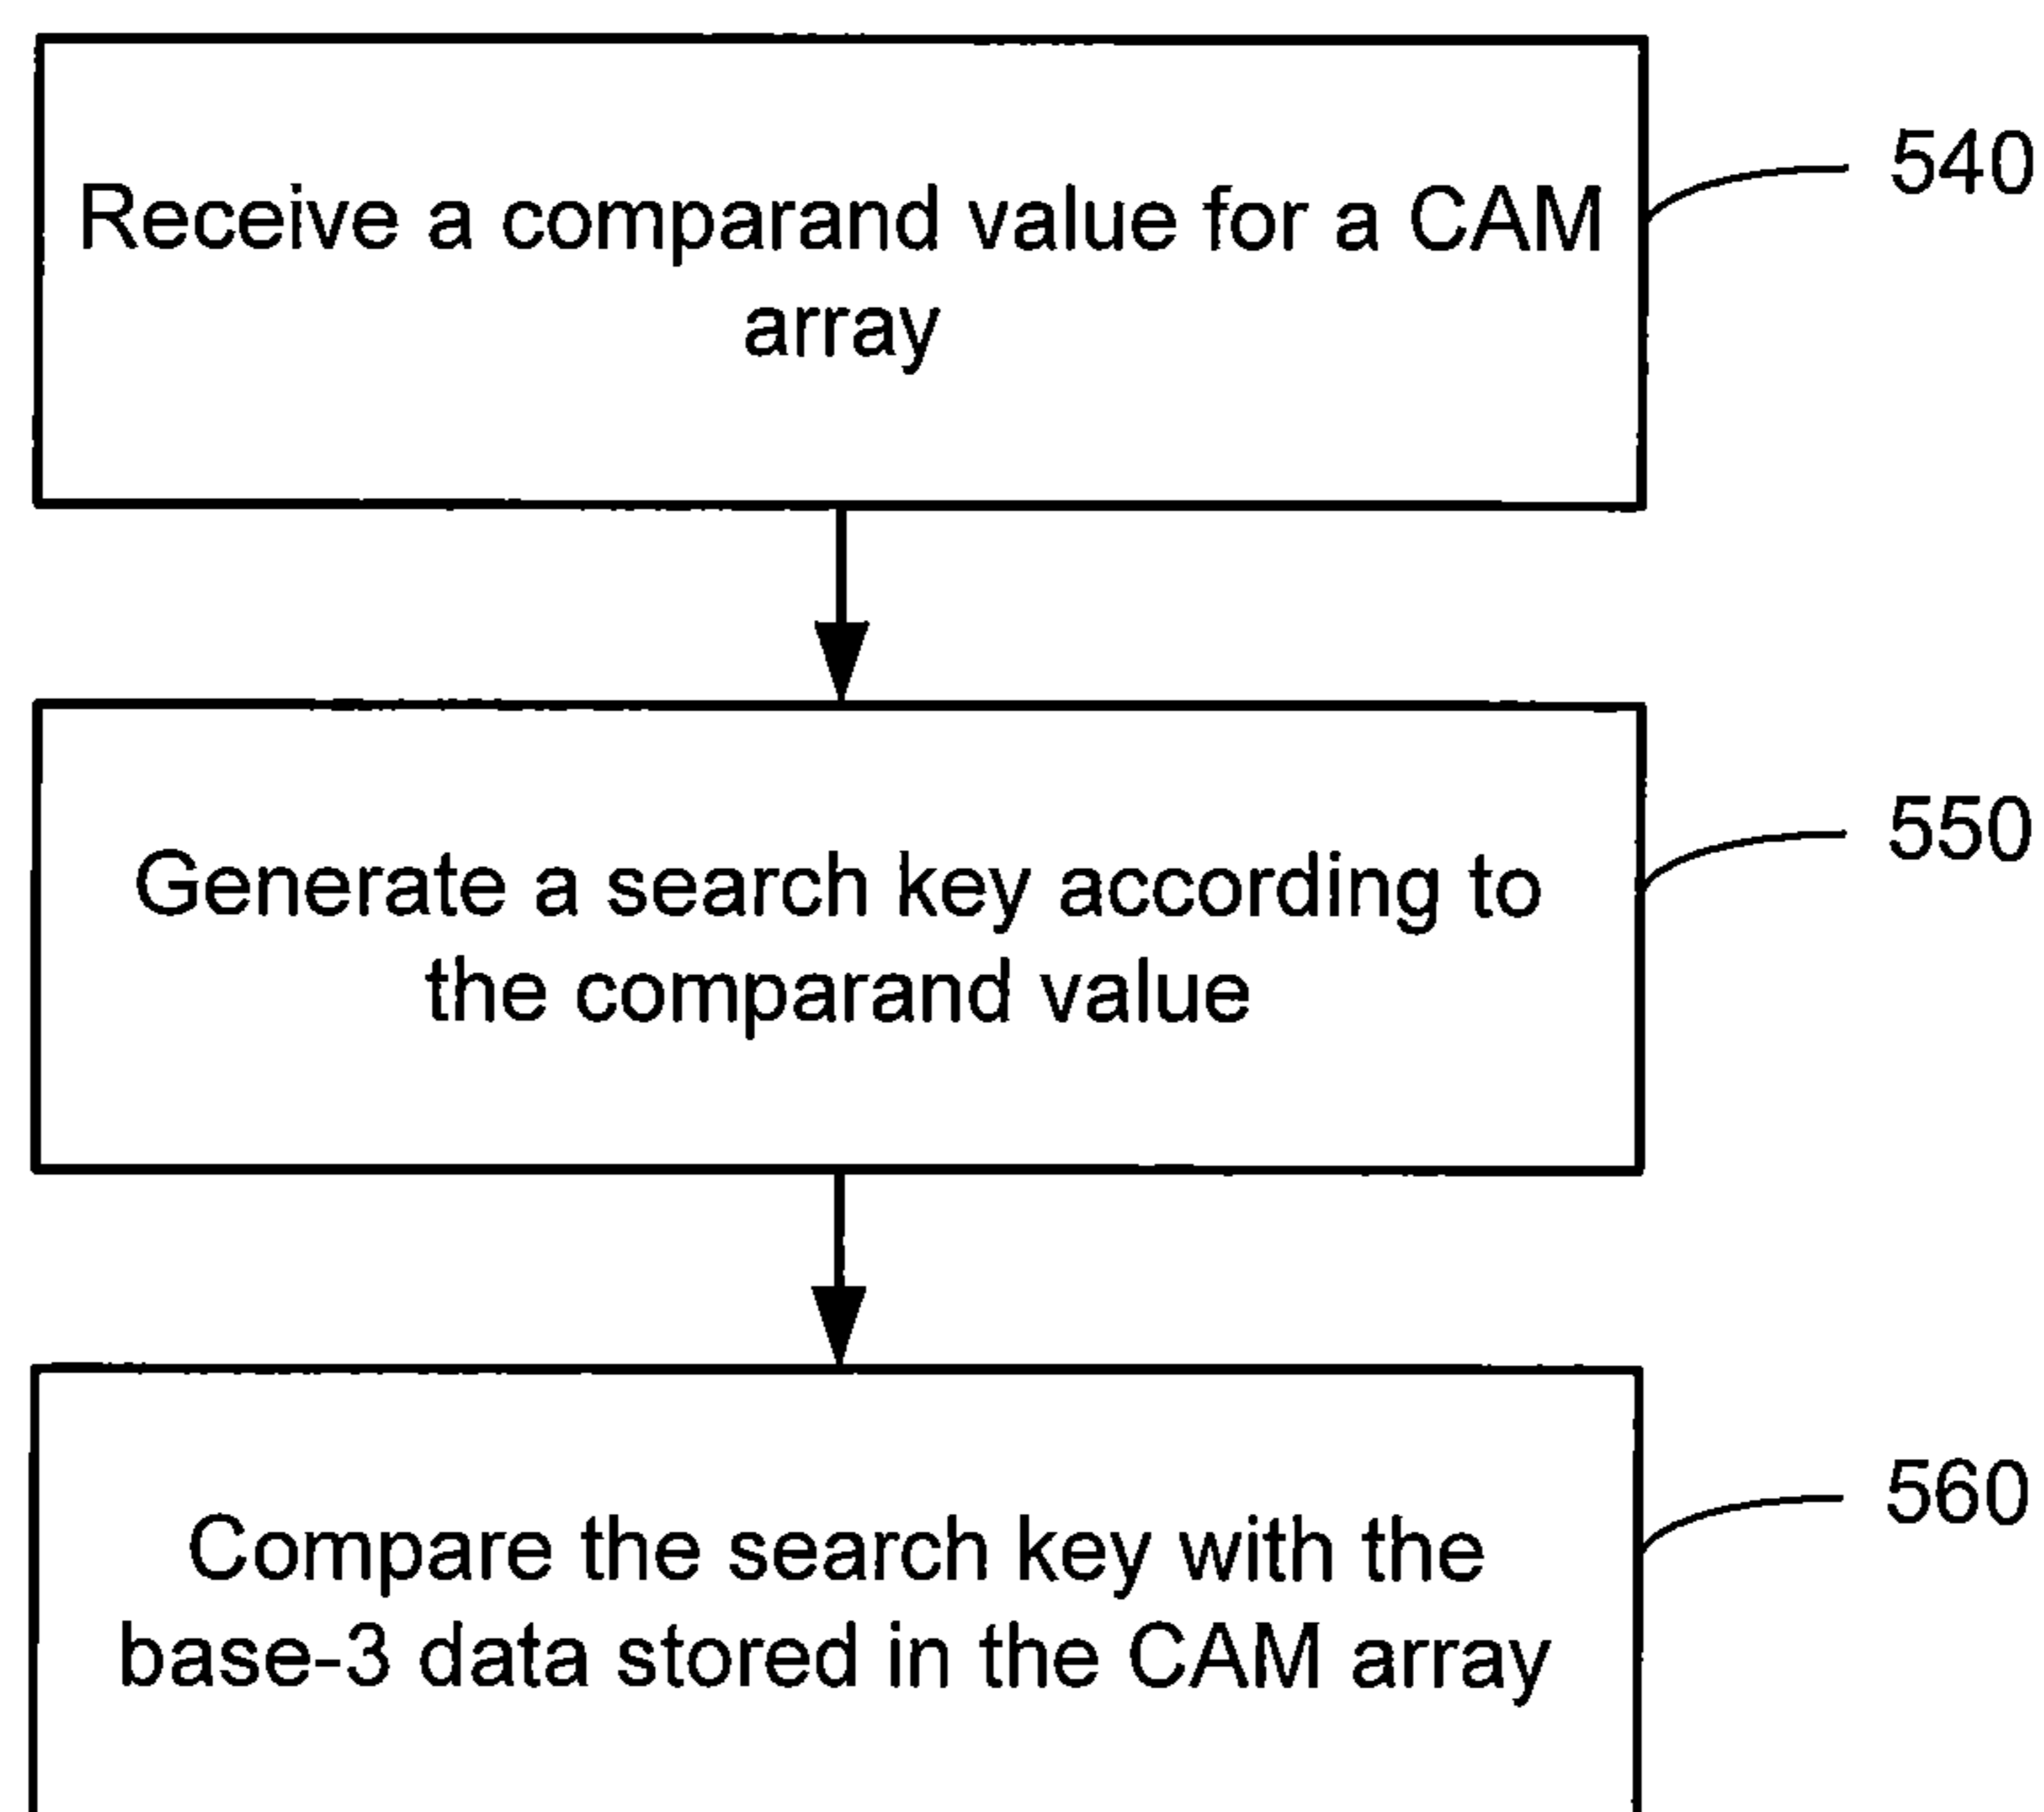 Receive a comparand value for a CAM
array
540
Generate a search key according to
the comparand value
550
Compare the search key with the
base-3 data stored in the CAM array
560